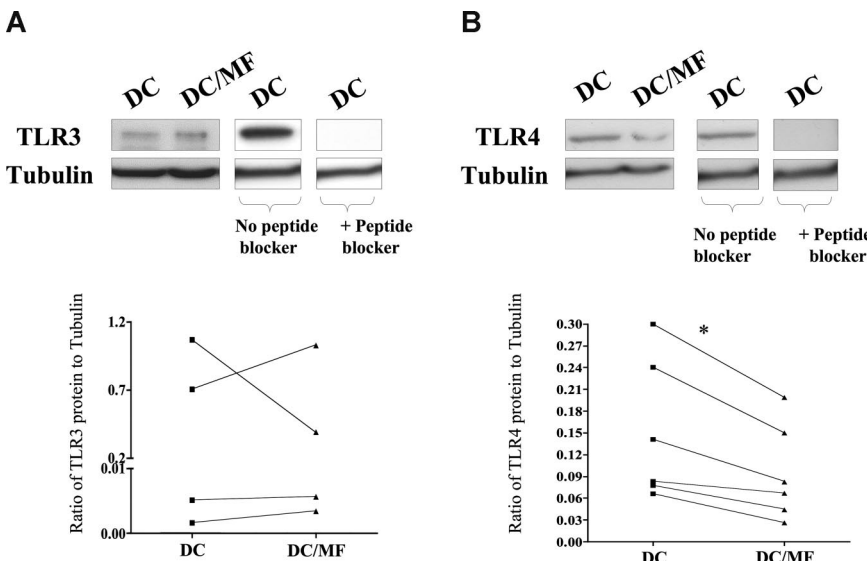 A
DC
DC/MF
DC
DC
TLR3
Tubulin
No peptide
blocker
+ Peptide
blocker
Ratio of TLR3 protein to Tubulin
1.2
0.7
0.2
0.01
0.00
DC
DC/MF
B
DC
DC/MF
DC
DC
TLR4
Tubulin
No peptide
blocker
+ Peptide
blocker
Ratio of TLR4 protein to Tubulin
0.30
0.27
0.24
0.21
0.18
0.15
0.12
0.09
0.06
0.03
0.00
*
DC
DC/MF